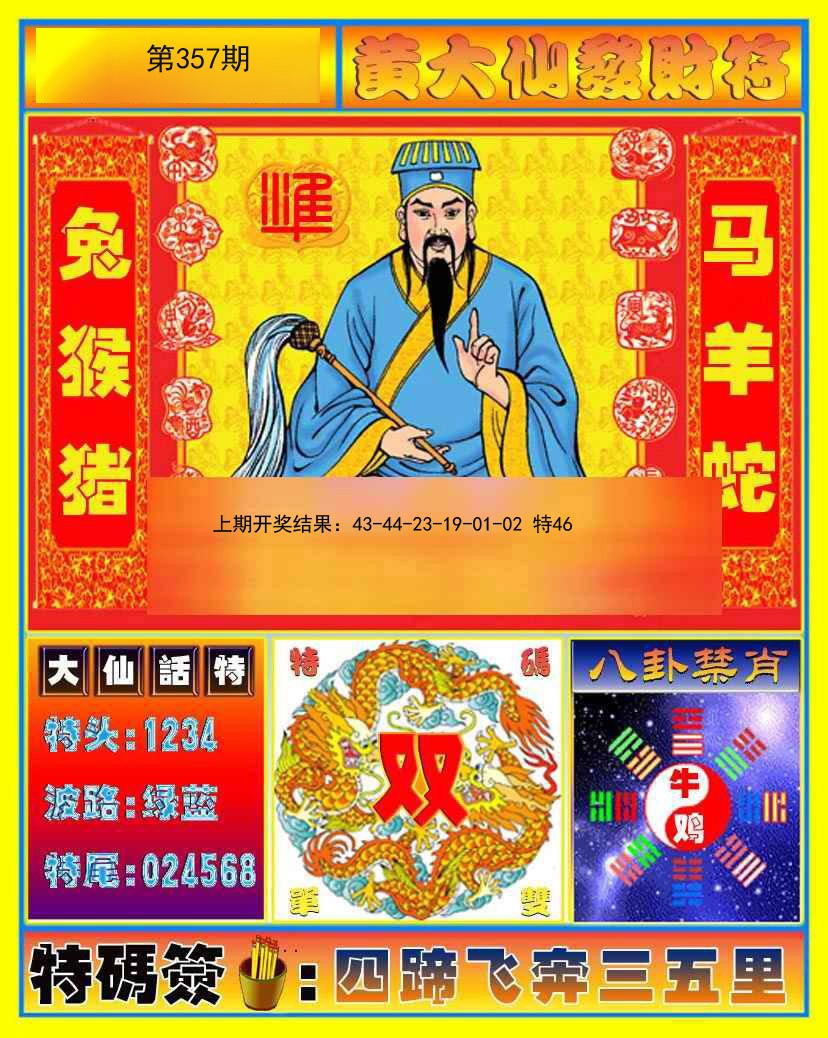 第357期
黄大仙發財符
兔猴猪
马羊蛇
準
上期开奖结果：43-44-23-19-01-02 特46
大仙話特
特头:1234
波路:绿蓝
特尾:024568
特 碼
双
單 雙
八卦禁肖
牛
鸡
特碼簽:四蹄飞奔三五里